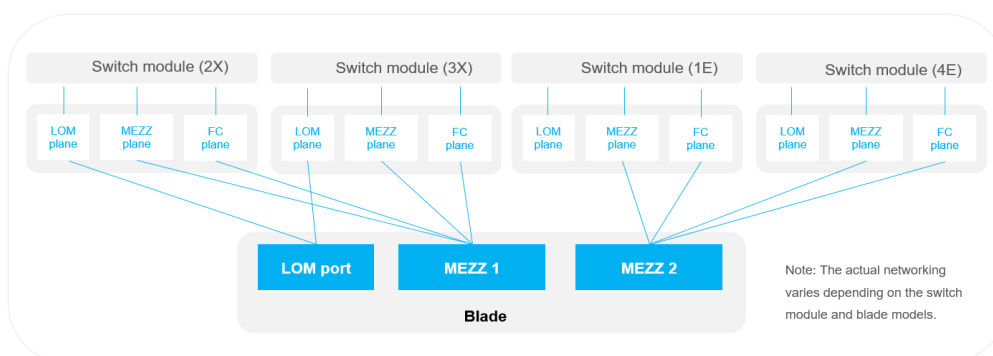 Switch module (2X)
Switch module (3X)
Switch module (1E)
Switch module (4E)
LOM
plane
MEZZ
plane
FC
plane
LOM
plane
MEZZ
plane
FC
plane
LOM
plane
MEZZ
plane
FC
plane
LOM
plane
MEZZ
plane
FC
plane
LOM port
MEZZ 1
MEZZ 2
Blade
Note: The actual networking
varies depending on the switch
module and blade models.